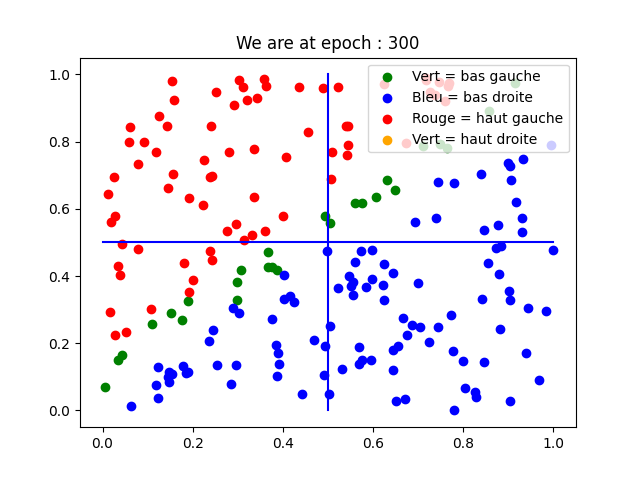 We are at epoch : 300
Vert = bas gauche
Bleu = bas droite
Rouge = haut gauche
Vert = haut droite
1.0
0.8
0.6
0.4
0.2
0.0
0.0 0.2 0.4 0.6 0.8 1.0